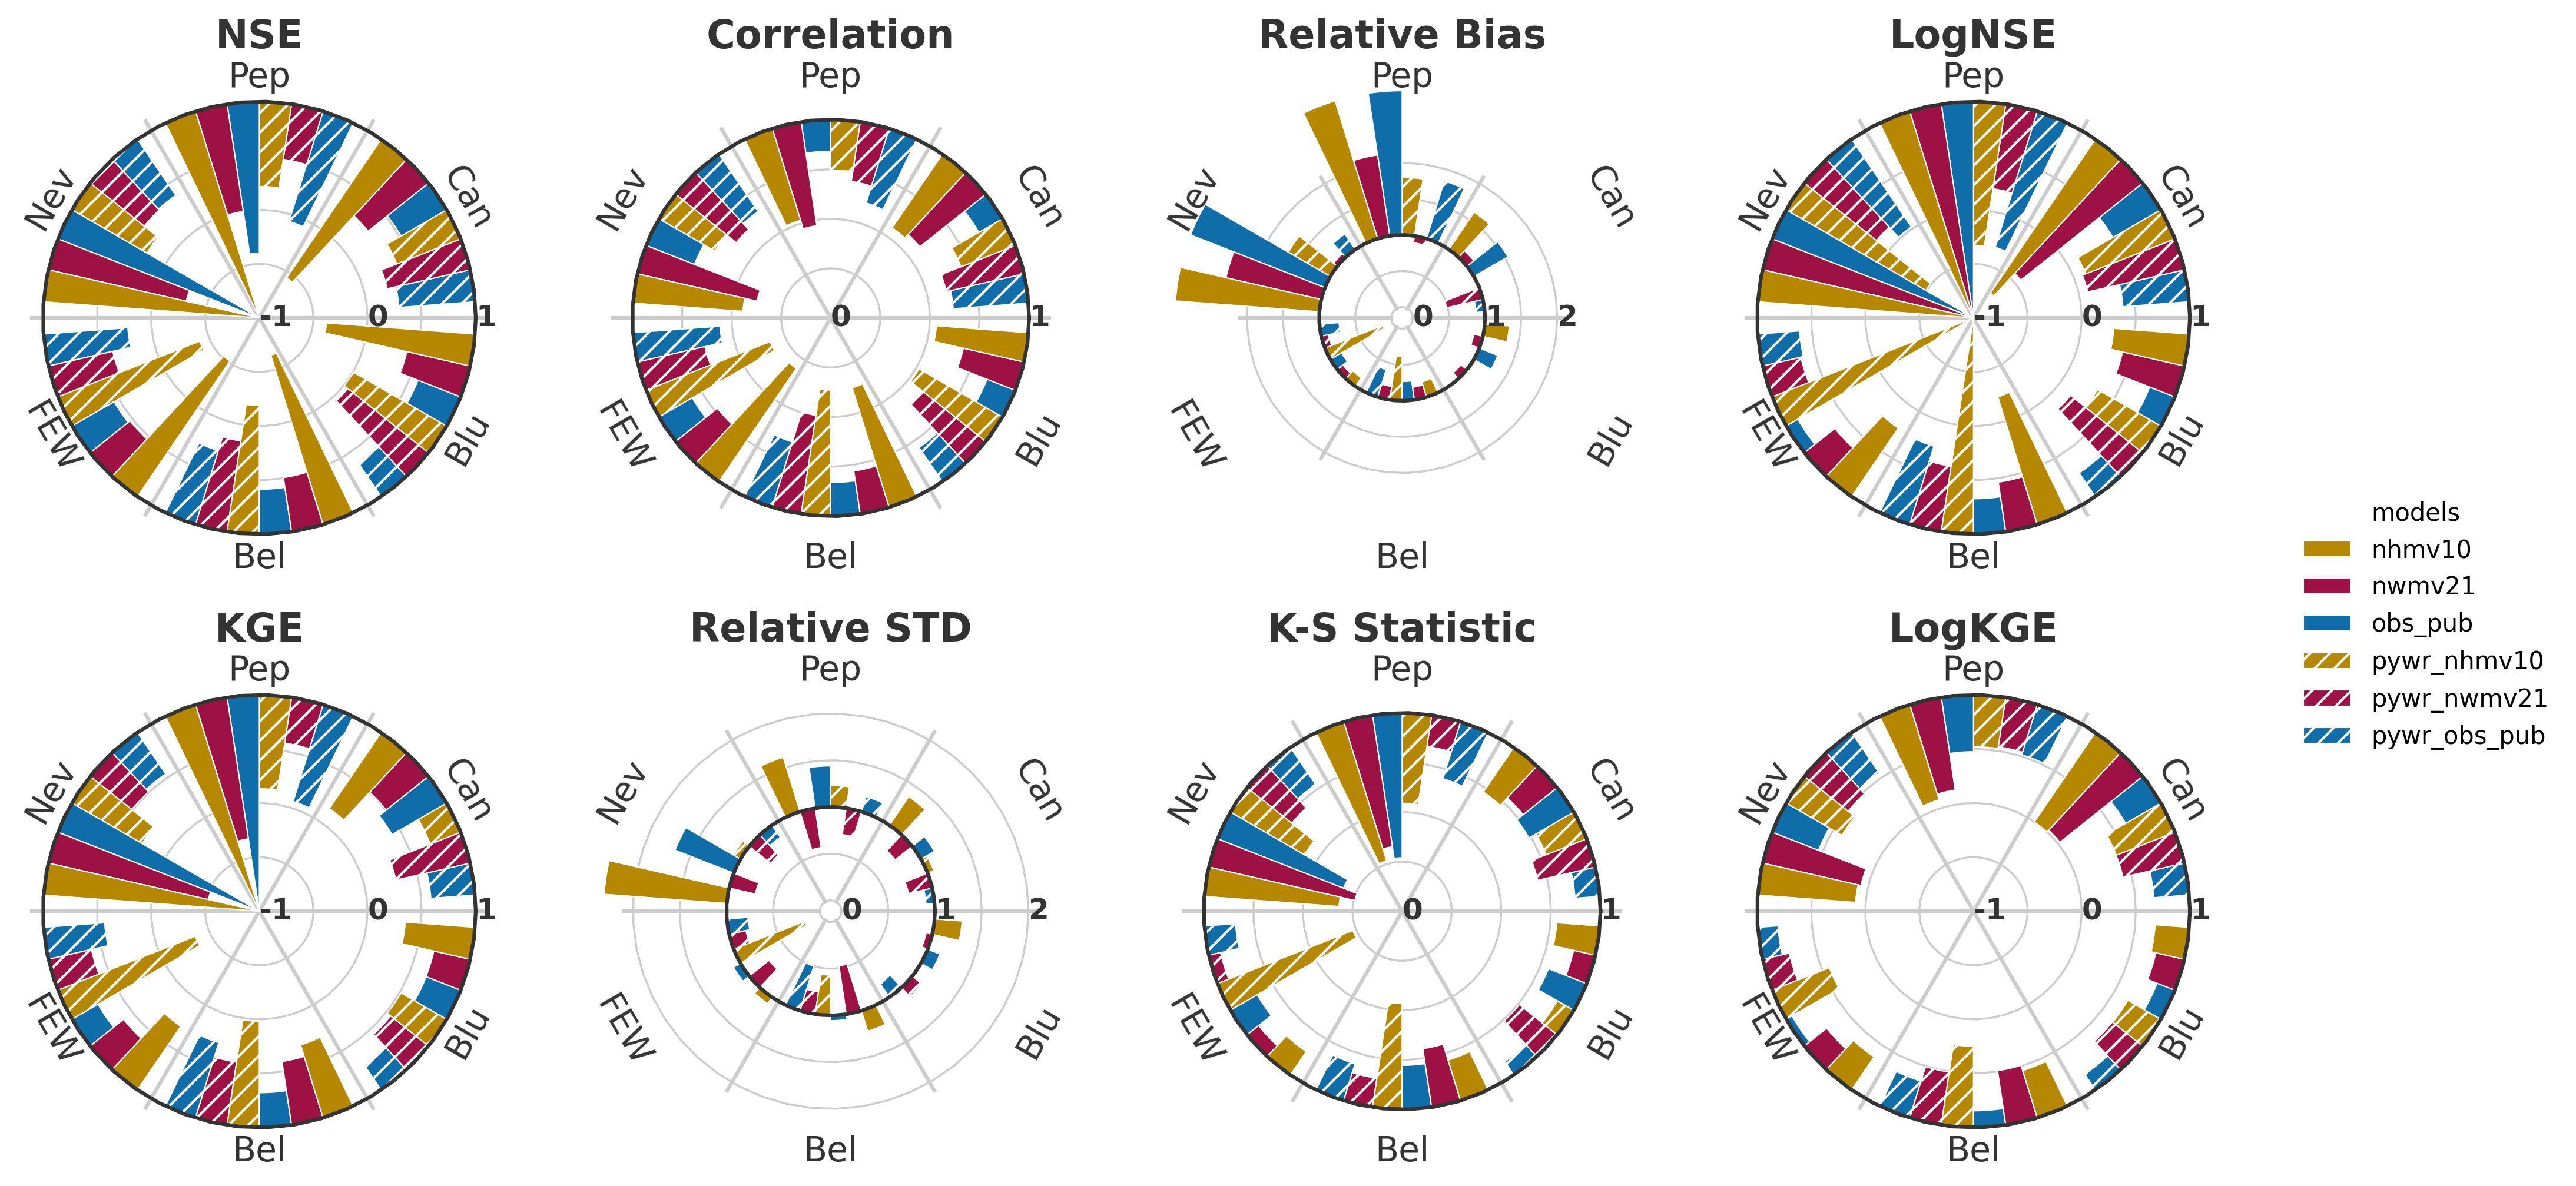 NSE
Pep
Can
Nev
-1 0 1
FEW
Blu
Bel
Correlation
Pep
Can
Nev
0 1
FEW
Blu
Bel
Relative Bias
Pep
Can
Nev
0 1 2
FEW
Blu
Bel
LogNSE
Pep
Can
Nev
-1 0 1
FEW
Blu
Bel
KGE
Pep
Can
Nev
-1 0 1
FEW
Blu
Bel
Relative STD
Pep
Can
Nev
0 1 2
FEW
Blu
Bel
K-S Statistic
Pep
Can
Nev
0 1
FEW
Blu
Bel
LogKGE
Pep
Can
Nev
-1 0 1
FEW
Blu
Bel
models
nhmv10
nwmv21
obs_pub
pywr_nhmv10
pywr_nwmv21
pywr_obs_pub